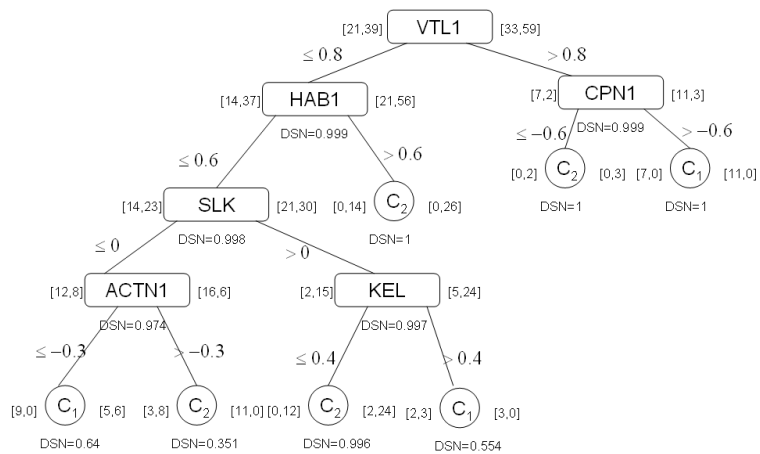 [21,39] VTL1 [33,59]
≤ 0.8 > 0.8
[14,37] HAB1 [21,56] [7,2] CPN1 [11,3]
DSN=0.999 DSN=0.999
≤ 0.6 > 0.6 ≤ −0.6 > −0.6
[0,2] C2 [0,3] [7,0] C1 [11,0]
DSN=1 DSN=1
[14,23] SLK [21,30] [0,14] C2 [0,26]
DSN=0.998 DSN=1
≤ 0 > 0
[12,8] ACTN1 [16,6] [2,15] KEL [5,24]
DSN=0.974 DSN=0.997
≤ −0.3 > −0.3 ≤ 0.4 > 0.4
[9,0] C1 [5,6] [3,8] C2 [11,0] [0,12] C2 [2,24] [2,3] C1 [3,0]
DSN=0.64 DSN=0.351 DSN=0.996 DSN=0.554